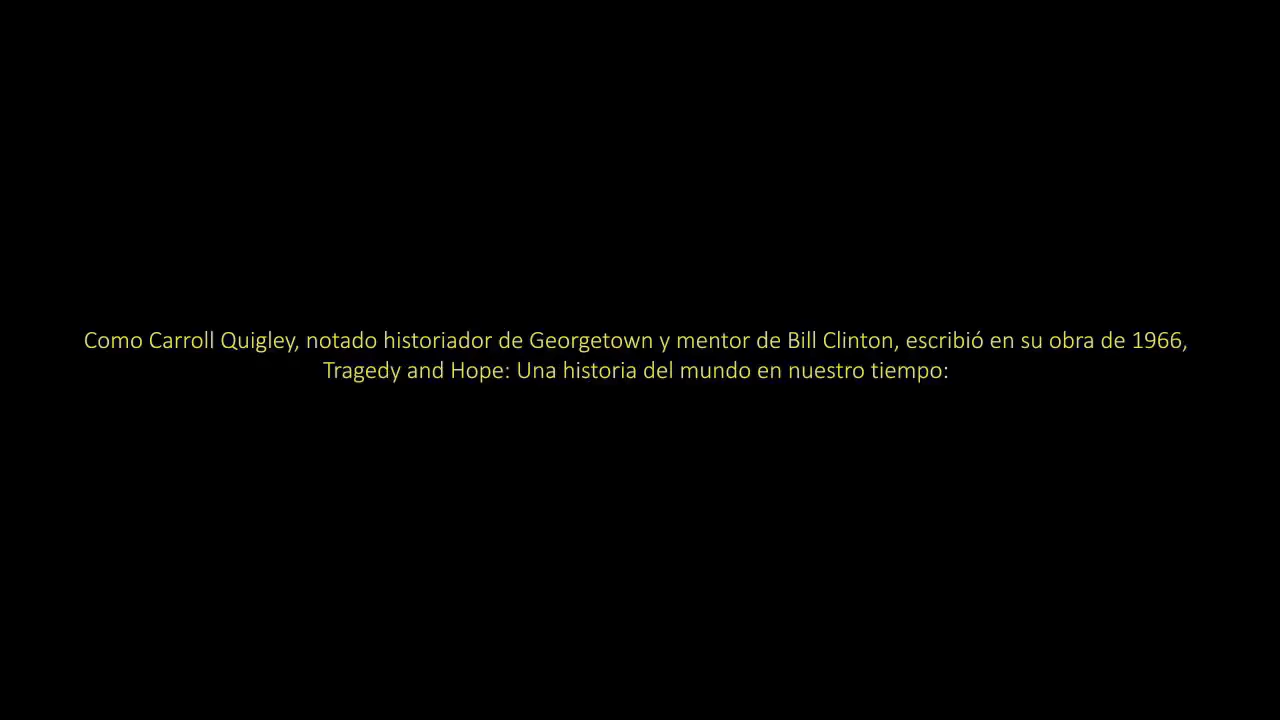 Como Carroll Quigley, notado historiador de Georgetown y mentor de Bill Clinton, escribió en su obra de 1966,
Tragedy and Hope: Una historia del mundo en nuestro tiempo: